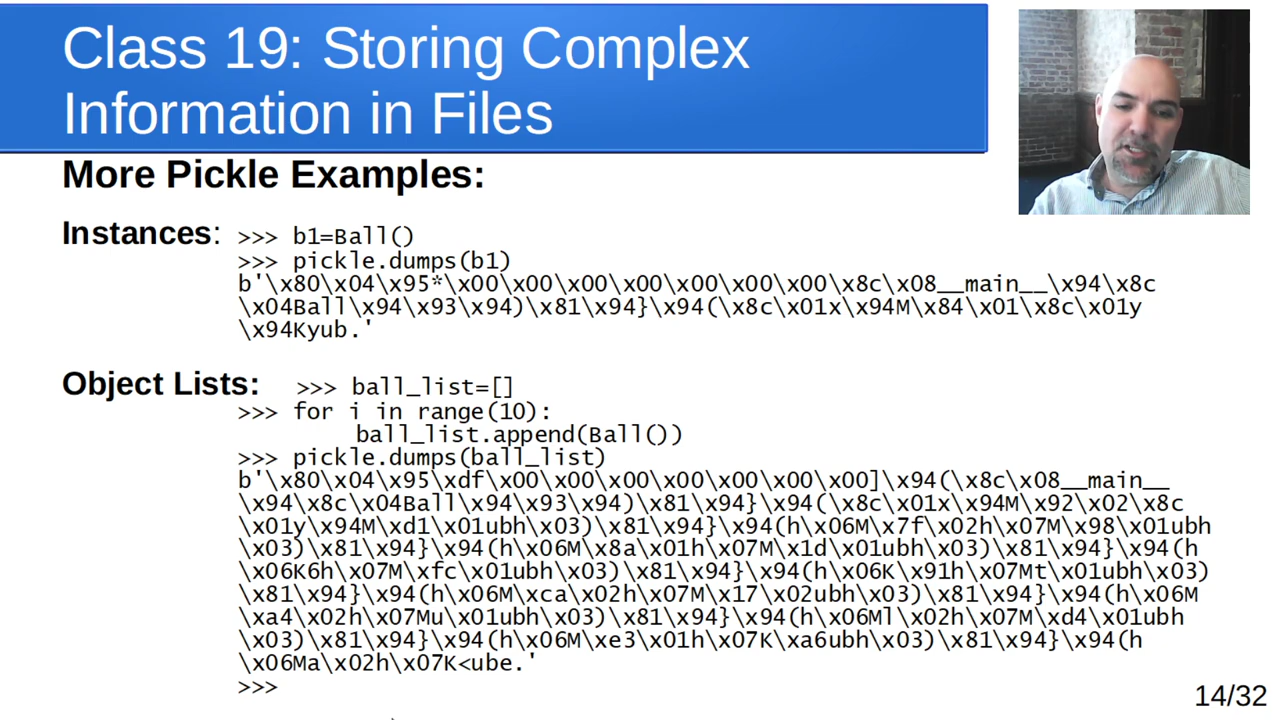 Class 19: Storing Complex
Information in Files
More Pickle Examples:
Instances: >>> b1=Ball()
>>> pickle.dumps(b1)
b'\x80\x04\x95*\x00\x00\x00\x00\x00\x00\x00\x8c\x08__main__\x94\x8c
\x04Ball\x94\x93\x94)\x81\x94}\x94(\x8c\x01x\x94M\x84\x01\x8c\x01y
\x94Kyub.'
Object Lists: >>> ball_list=[]
>>> for i in range(10):
ball_list.append(Ball())
>>> pickle.dumps(ball_list)
b'\x80\x04\x95\xdf\x00\x00\x00\x00\x00\x00\x00]\x94(\x8c\x08__main__
\x94\x8c\x04Ball\x94\x93\x94)\x81\x94}\x94(\x8c\x01x\x94M\x92\x02\x8c
\x01y\x94M\xd1\x01ubh\x03)\x81\x94}\x94(h\x06M\x7f\x02h\x07M\x98\x01ubh
\x03)\x81\x94}\x94(h\x06M\x8a\x01h\x07M\x1d\x01ubh\x03)\x81\x94}\x94(h
\x06K6h\x07M\xfc\x01ubh\x03)\x81\x94}\x94(h\x06K\x91h\x07Mt\x01ubh\x03)
\x81\x94}\x94(h\x06M\xca\x02h\x07M\x17\x02ubh\x03)\x81\x94}\x94(h\x06M
\xa4\x02h\x07Mu\x01ubh\x03)\x81\x94}\x94(h\x06Ml\x02h\x07M\xd4\x01ubh
\x03)\x81\x94}\x94(h\x06M\xe3\x01h\x07K\xa6ubh\x03)\x81\x94}\x94(h
\x06Ma\x02h\x07K<ube.'
>>>
14/32